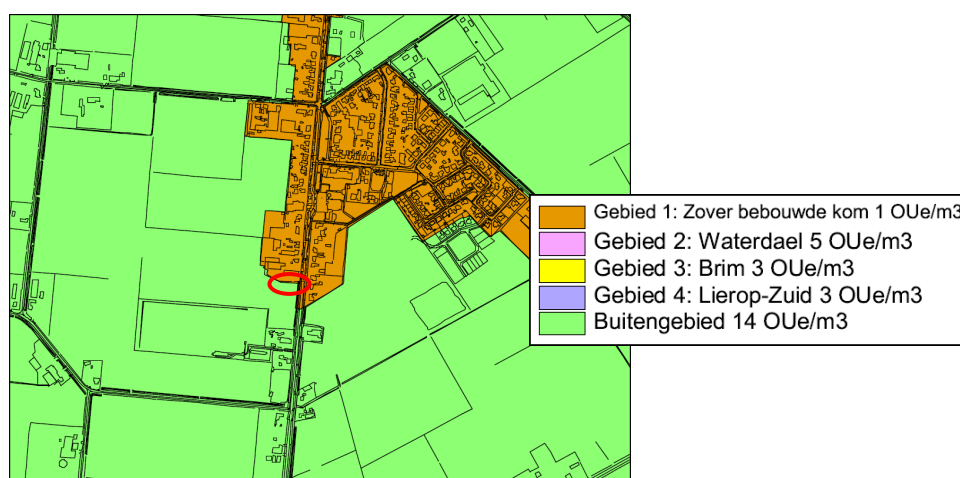 Gebied 1: Zover bebouwde kom 1 OUe/m3
Gebied 2: Waterdael 5 OUe/m3
Gebied 3: Brim 3 OUe/m3
Gebied 4: Lierop-Zuid 3 OUe/m3
Buitengebied 14 OUe/m3